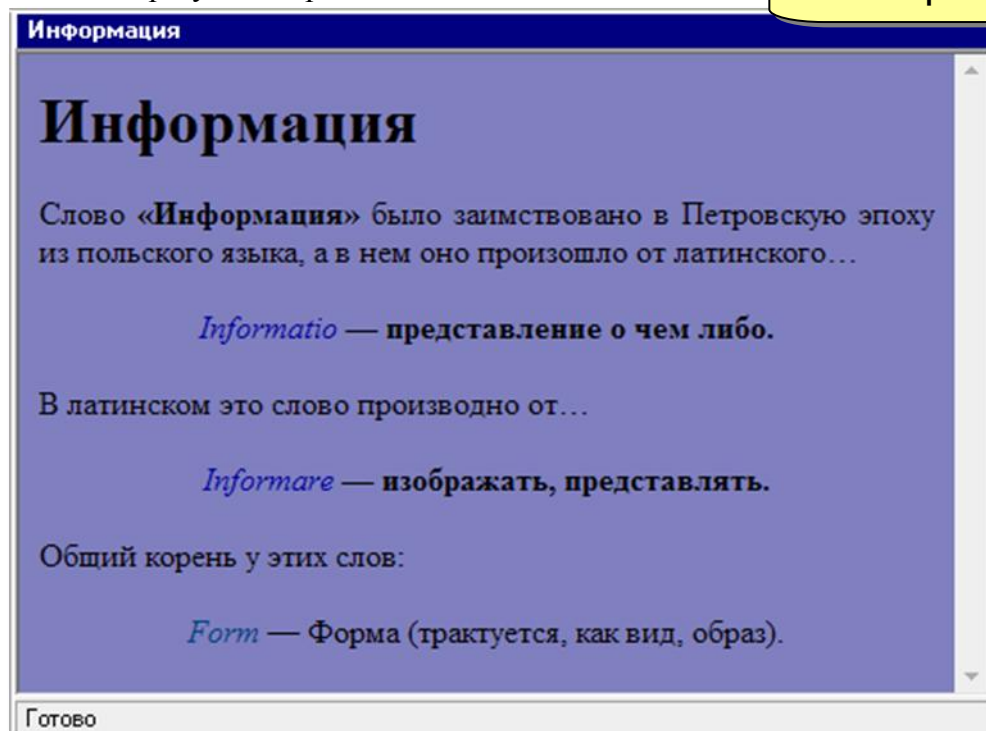 Информация
Информация
Слово «Информация» было заимствовано в Петровскую эпоху
из польского языка, а в нем оно произошло от латинского…
Informatio — представление о чем либо.
В латинском это слово производно от…
Informare — изображать, представлять.
Общий корень у этих слов:
Form — Форма (трактуется, как вид, образ).
Готово